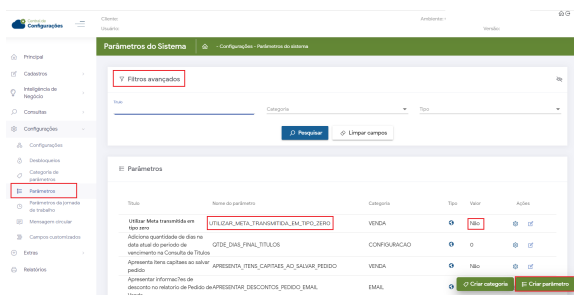 Central de
Configurações
Cliente:
Usuário:
Ambiente:
Versão:
Parâmetros do Sistema
- Configurações - Parâmetros do sistema
Principal
Cadastros
Inteligência de
Negócio
Consultas
Configurações
Configurações
Desbloqueios
Categoria de
parâmetros
Parâmetros
Parâmetros da jornada
de trabalho
Mensagem circular
Campos customizados
Extras
Relatórios
Filtros avançados
Categoria
Tipo
Pesquisar
Limpar campos
Parâmetros
Título
Nome do parâmetro
Categoria
Tipo
Valor
Ações
Utilizar Meta transmitida em
tipo zero
UTILIZAR_META_TRANSMITIDA_EM_TIPO_ZERO
VENDA
Não
Adiciona quantidade de dias na
data atual do período de
vencimento na Consulta de Títulos
QTDE_DIAS_FINAL_TITULOS
CONFIGURACAO
0
Apresenta itens capitaes ao salvar
pedido
APRESENTA_ITENS_CAPITAES_AO_SALVAR_PEDIDO
VENDA
Não
Apresentar informac?es de
desconto no relatorio de Pedido de
Venda
APRESENTAR_DESCONTOS_PEDIDO_EMAIL
EMAIL
Criar categoria
Criar parâmetro